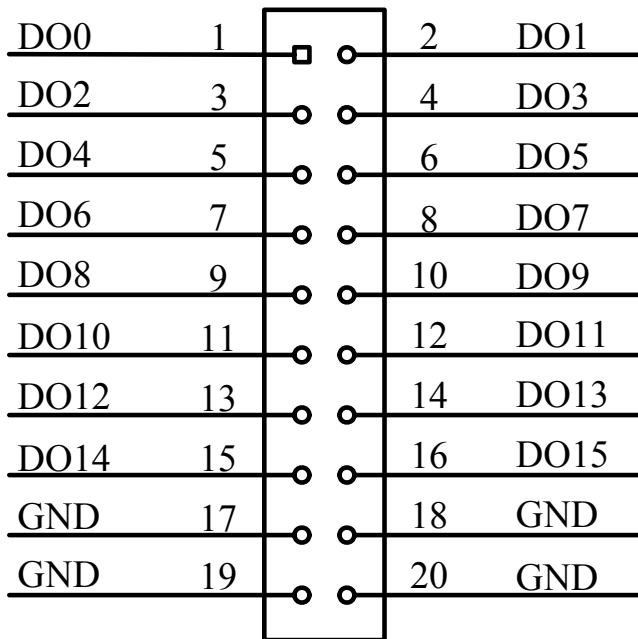 DO0 1 2 DO1
DO2 3 4 DO3
DO4 5 6 DO5
DO6 7 8 DO7
DO8 9 10 DO9
DO10 11 12 DO11
DO12 13 14 DO13
DO14 15 16 DO15
GND 17 18 GND
GND 19 20 GND